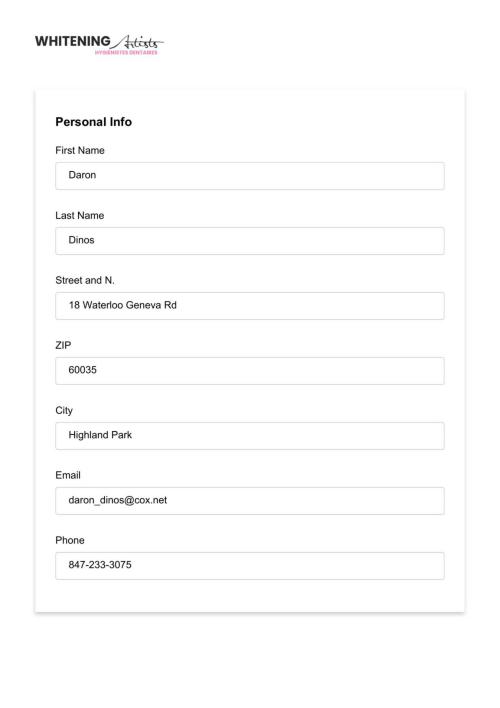 WHITENING Artists
HYGIÉNISTES DENTAIRES
Personal Info
First Name
Daron
Last Name
Dinos
Street and N.
18 Waterloo Geneva Rd
ZIP
60035
City
Highland Park
Email
daron_dinos@cox.net
Phone
847-233-3075